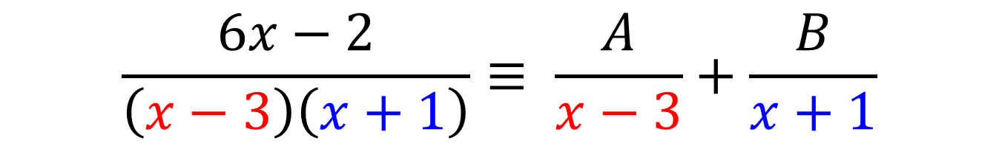 6x − 2 A B
≡ +
(x − 3)(x + 1) x − 3 x + 1